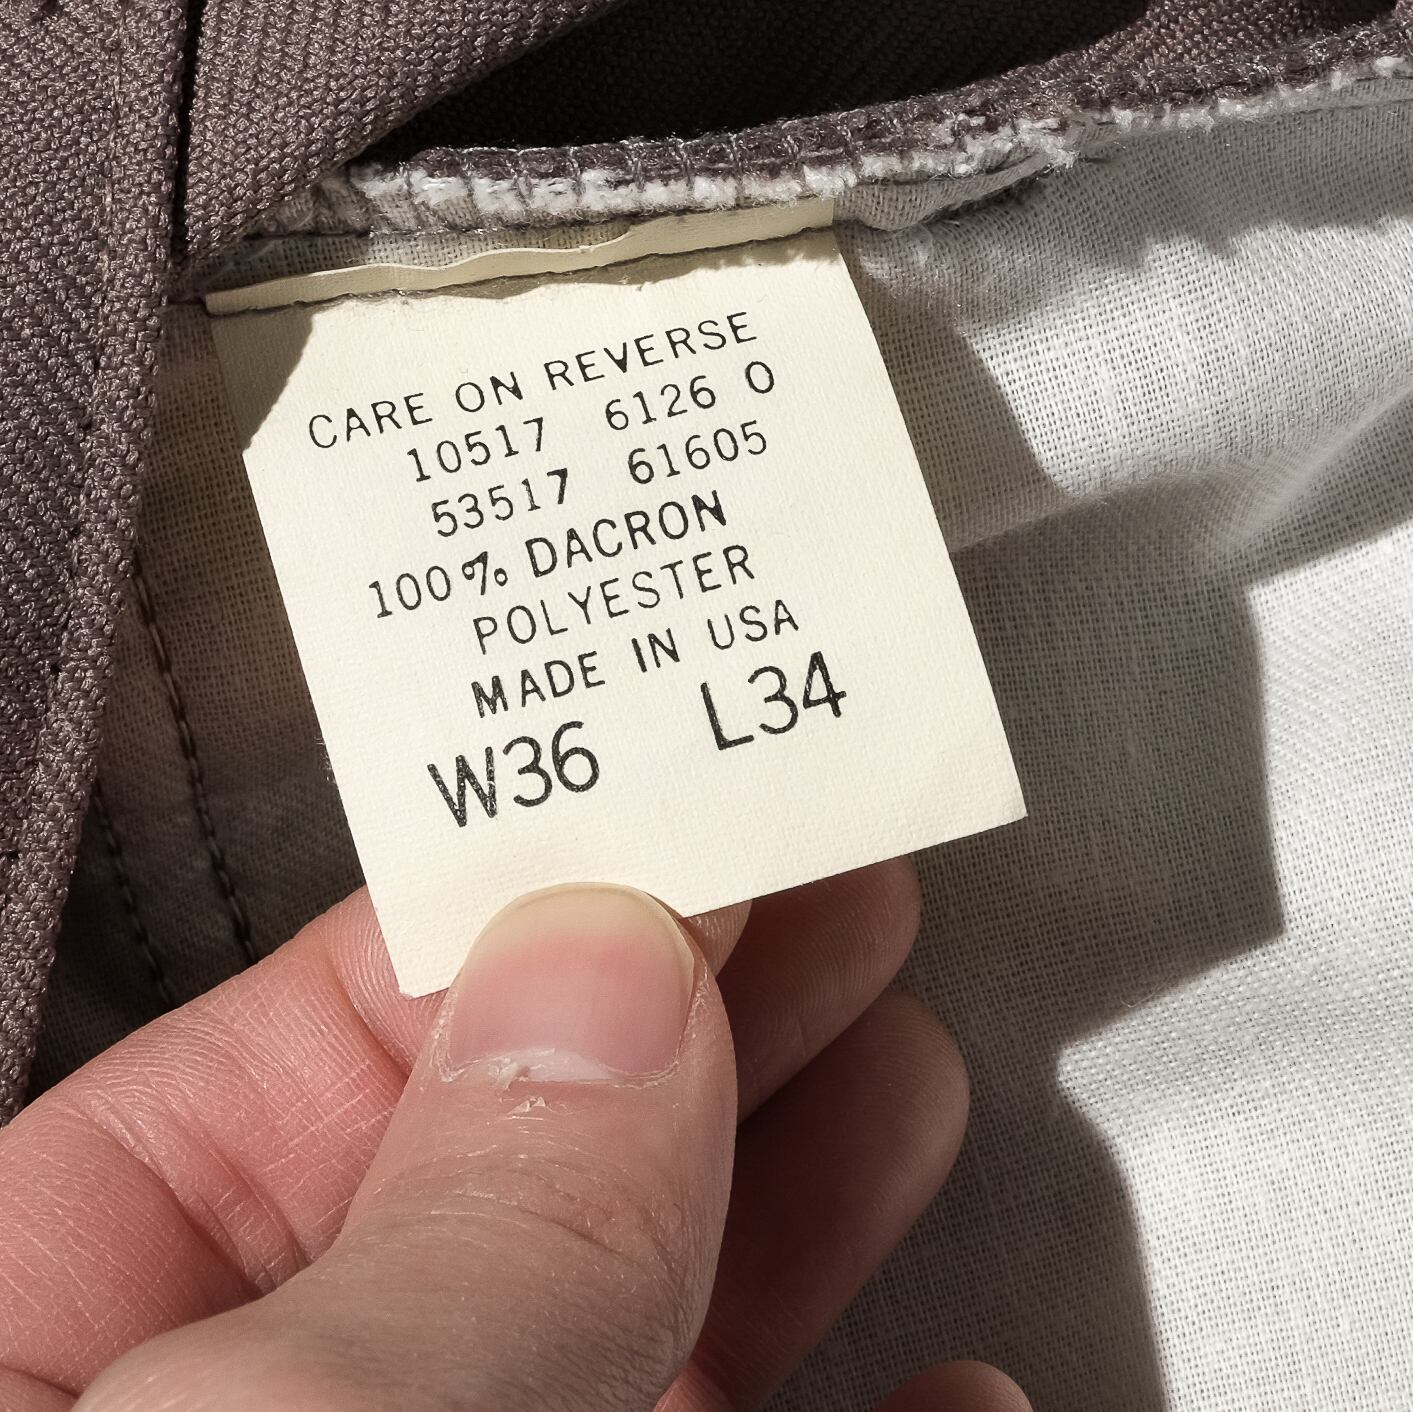 CARE ON REVERSE
10517 6126 0
53517 61605
100% DACRON
POLYESTER
MADE IN USA
W36 L34